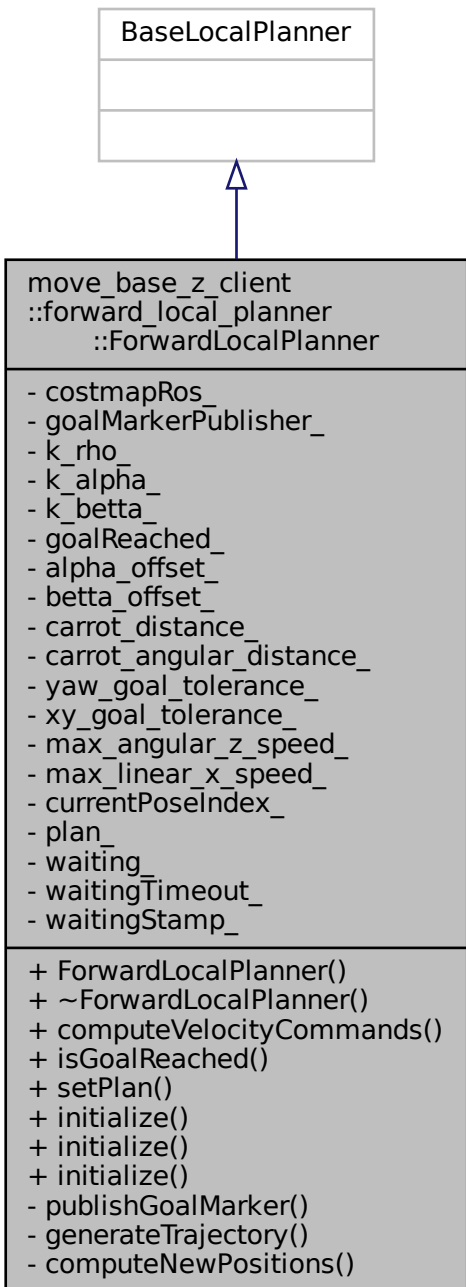 BaseLocalPlanner
move_base_z_client
::forward_local_planner
::ForwardLocalPlanner
- costmapRos_
- goalMarkerPublisher_
- k_rho_
- k_alpha_
- k_betta_
- goalReached_
- alpha_offset_
- betta_offset_
- carrot_distance_
- carrot_angular_distance_
- yaw_goal_tolerance_
- xy_goal_tolerance_
- max_angular_z_speed_
- max_linear_x_speed_
- currentPoseIndex_
- plan_
- waiting_
- waitingTimeout_
- waitingStamp_
+ ForwardLocalPlanner()
+ ~ForwardLocalPlanner()
+ computeVelocityCommands()
+ isGoalReached()
+ setPlan()
+ initialize()
+ initialize()
+ initialize()
- publishGoalMarker()
- generateTrajectory()
- computeNewPositions()